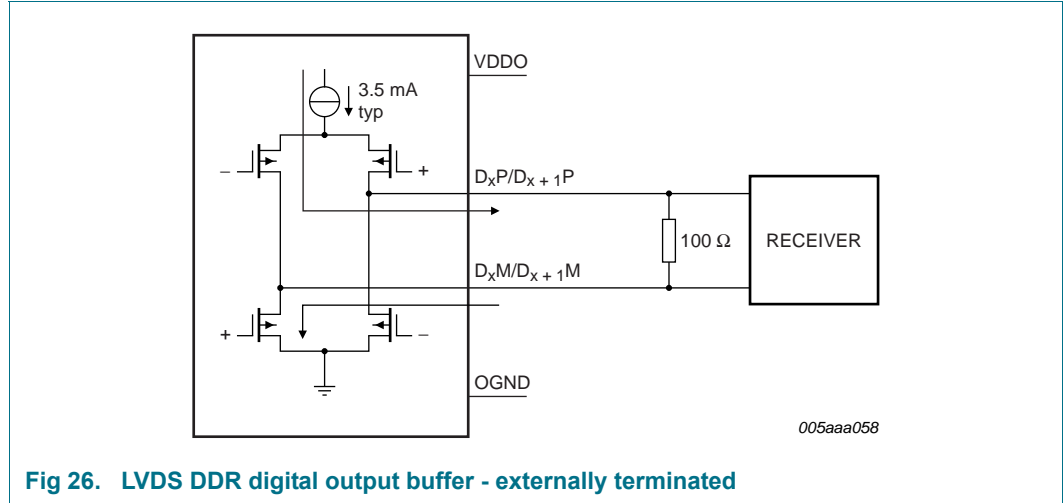 VDDO
3.5 mA
typ
–
+
DxP/Dx + 1P
100 Ω
RECEIVER
DxM/Dx + 1M
+
–
OGND
005aaa058
Fig 26. LVDS DDR digital output buffer - externally terminated